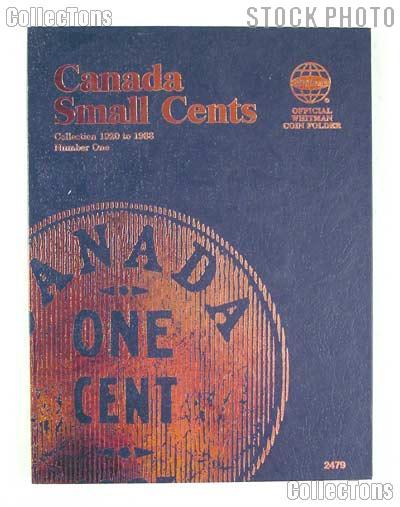 CollecTons
STOCK PHOTO
Canada
Small Cents
Collection 1920 to 1988
Number One
OFFICIAL
WHITMAN
COIN FOLDER
CANADA
ONE
CENT
2479
CollecTons